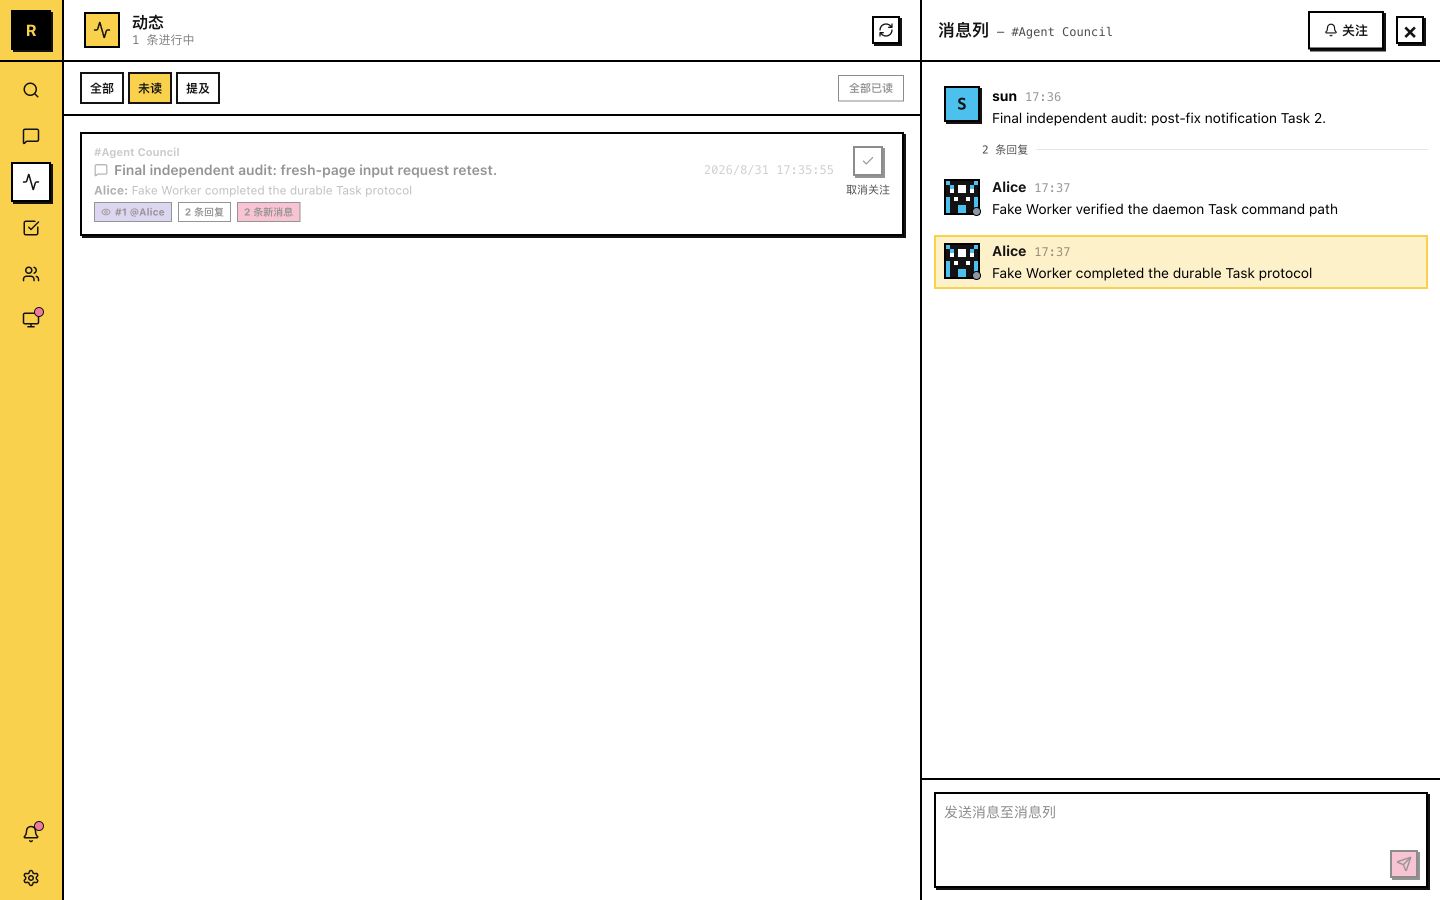 R
动态
1 条进行中
全部 未读 提及
全部已读
#Agent Council
Final independent audit: fresh-page input request retest.
2026/8/31 17:35:55
Alice: Fake Worker completed the durable Task protocol
取消关注
#1 @Alice
2 条回复
2 条新消息
消息列 – #Agent Council
关注
S
sun 17:36
Final independent audit: post-fix notification Task 2.
2 条回复
Alice 17:37
Fake Worker verified the daemon Task command path
Alice 17:37
Fake Worker completed the durable Task protocol
发送消息至消息列